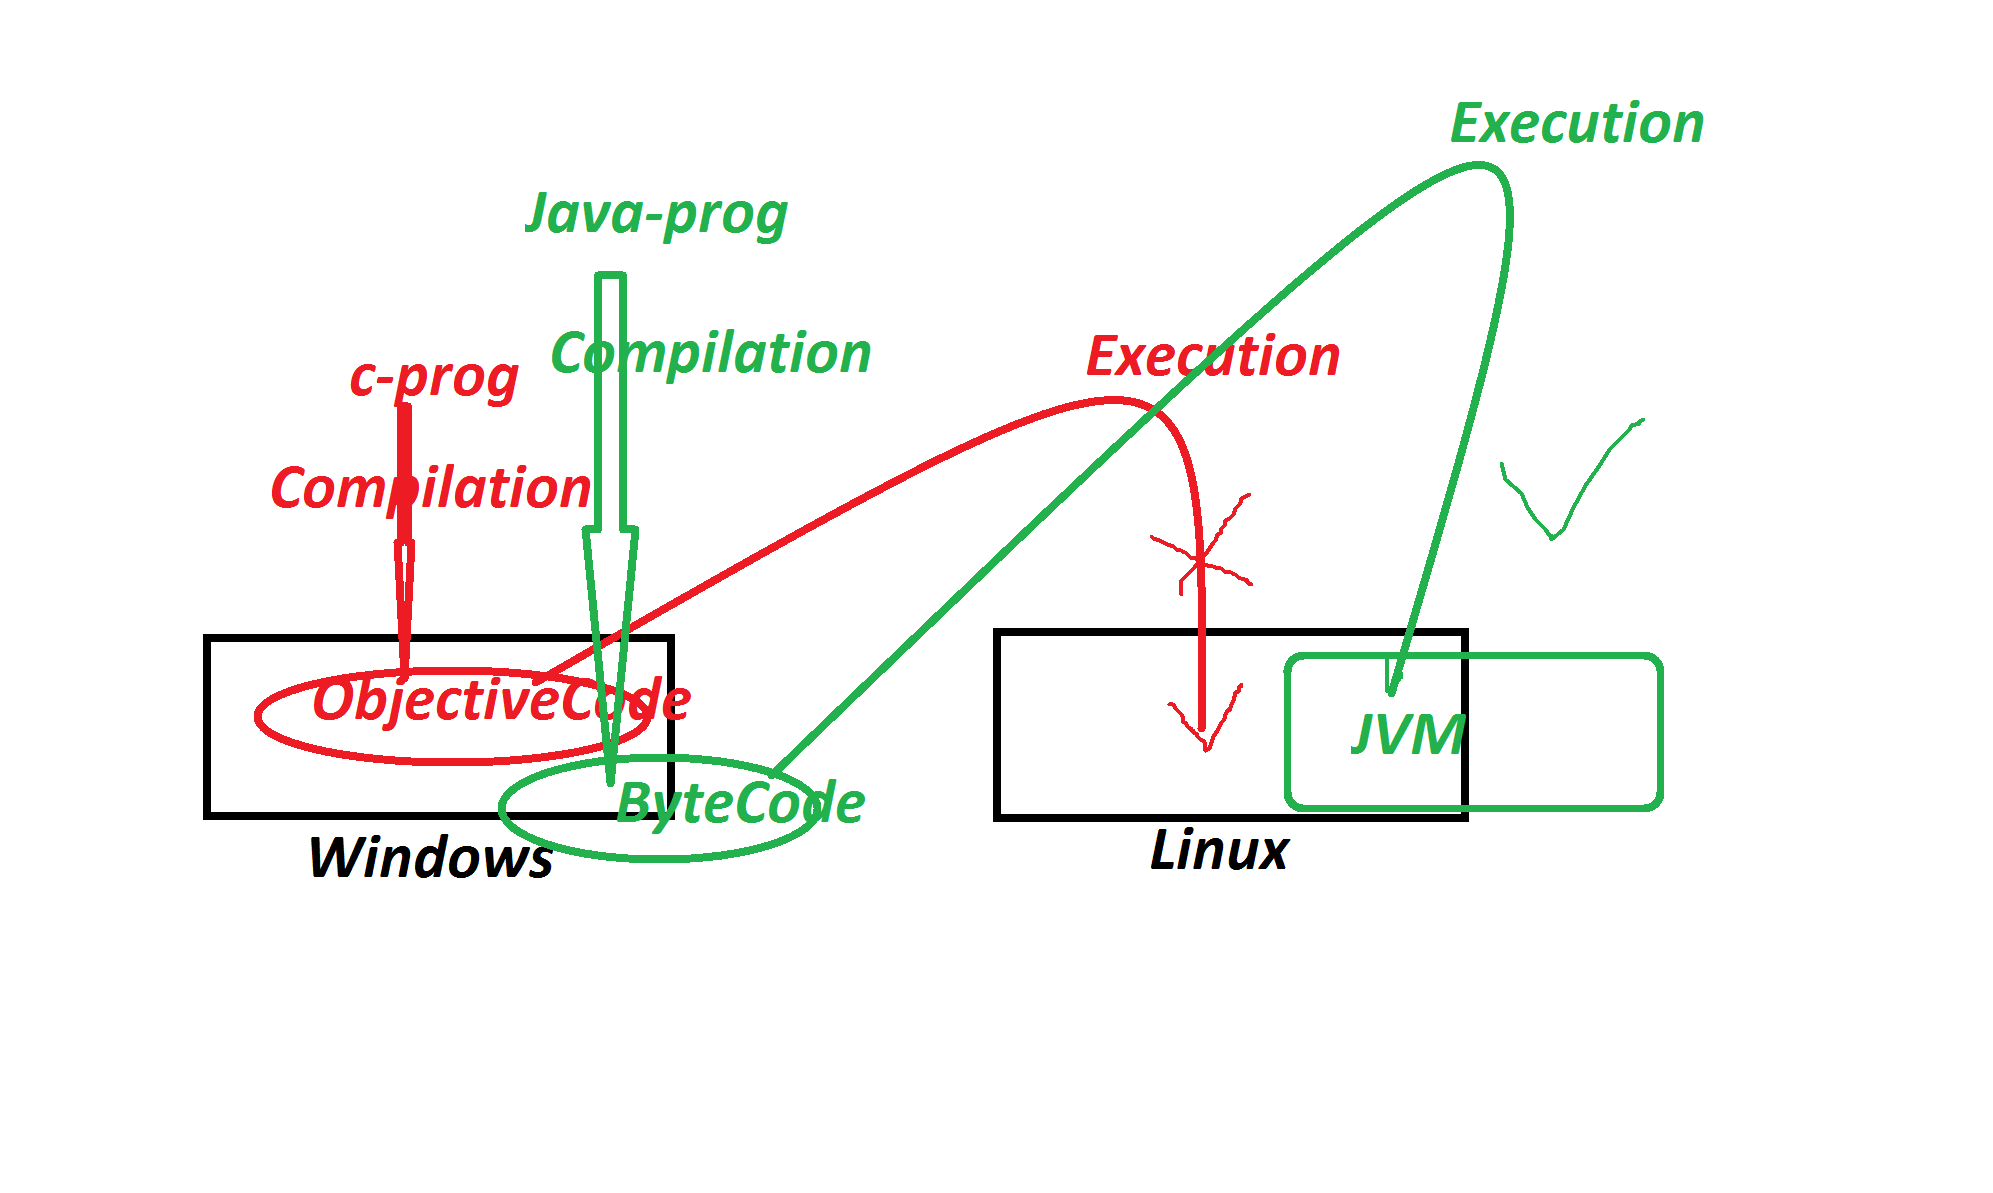 Execution
Java-prog
Compilation
Execution
c-prog
Compilation
ObjectiveCode
JVM
ByteCode
Windows
Linux